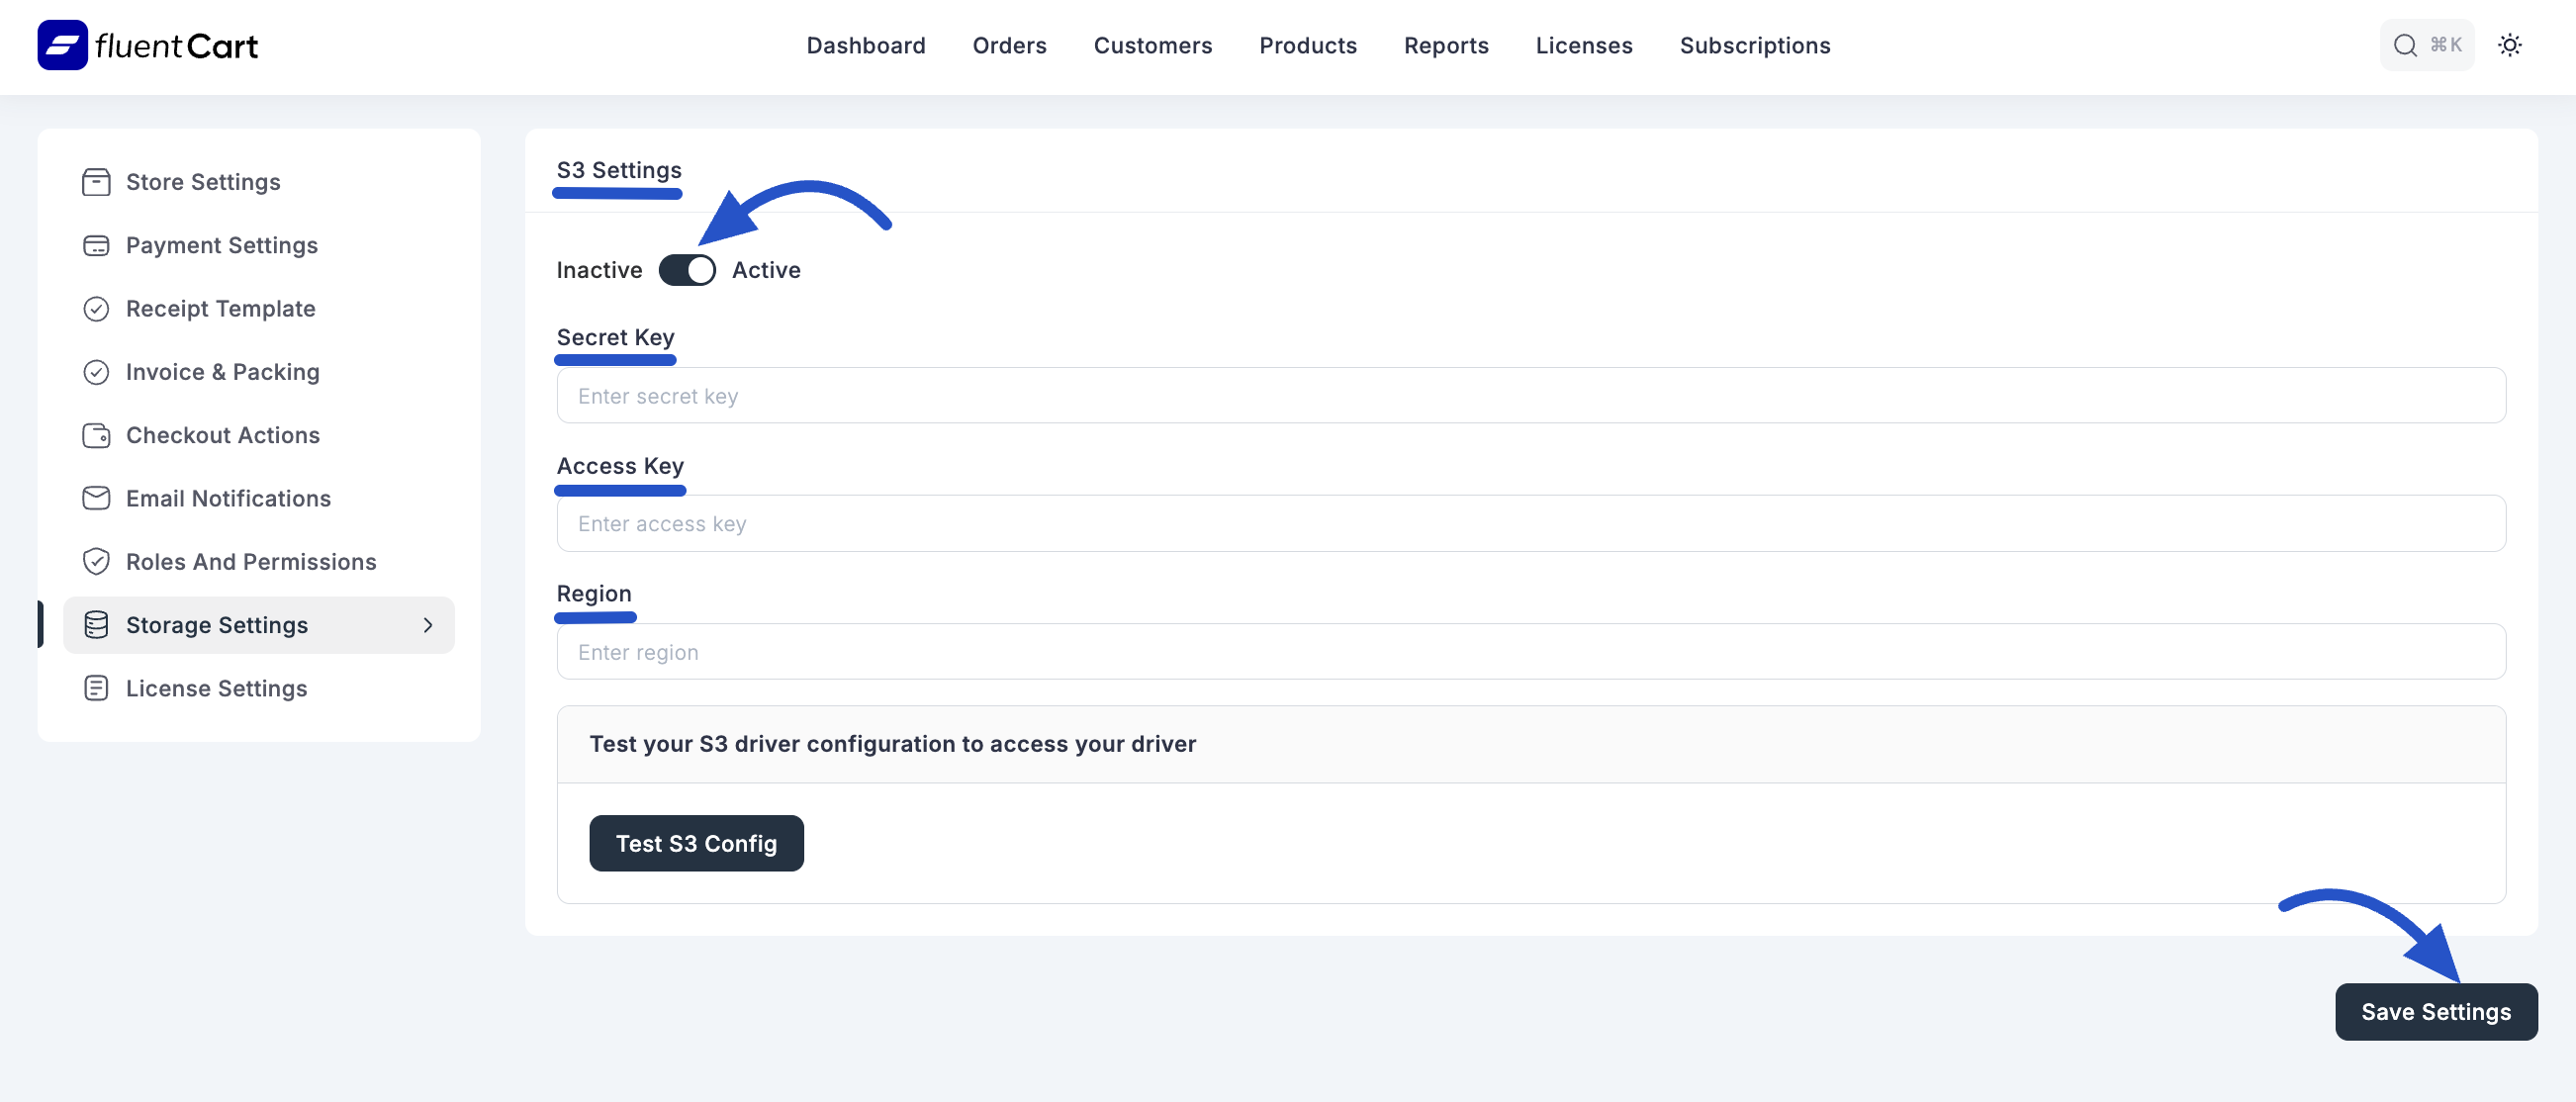 fluentCart
Dashboard
Orders
Customers
Products
Reports
Licenses
Subscriptions
⌘K
Store Settings
Payment Settings
Receipt Template
Invoice & Packing
Checkout Actions
Email Notifications
Roles And Permissions
Storage Settings
License Settings
S3 Settings
Inactive
Active
Secret Key
Enter secret key
Access Key
Enter access key
Region
Enter region
Test your S3 driver configuration to access your driver
Test S3 Config
Save Settings